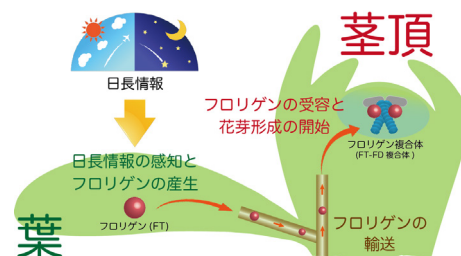 日長情報
茎頂
フロリゲンの受容と
花芽形成の開始
フロリゲン複合体
(FT-FD 複合体)
日長情報の感知と
フロリゲンの産生
フロリゲン(FT)
葉
フロリゲンの
輸送